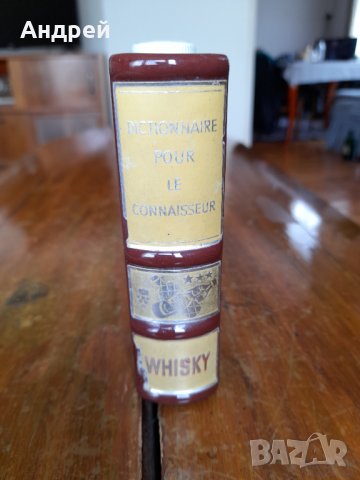 Андрей
DICTIONNAIRE
POUR
LE
CONNAISSEUR
WHISKY
BAZAR